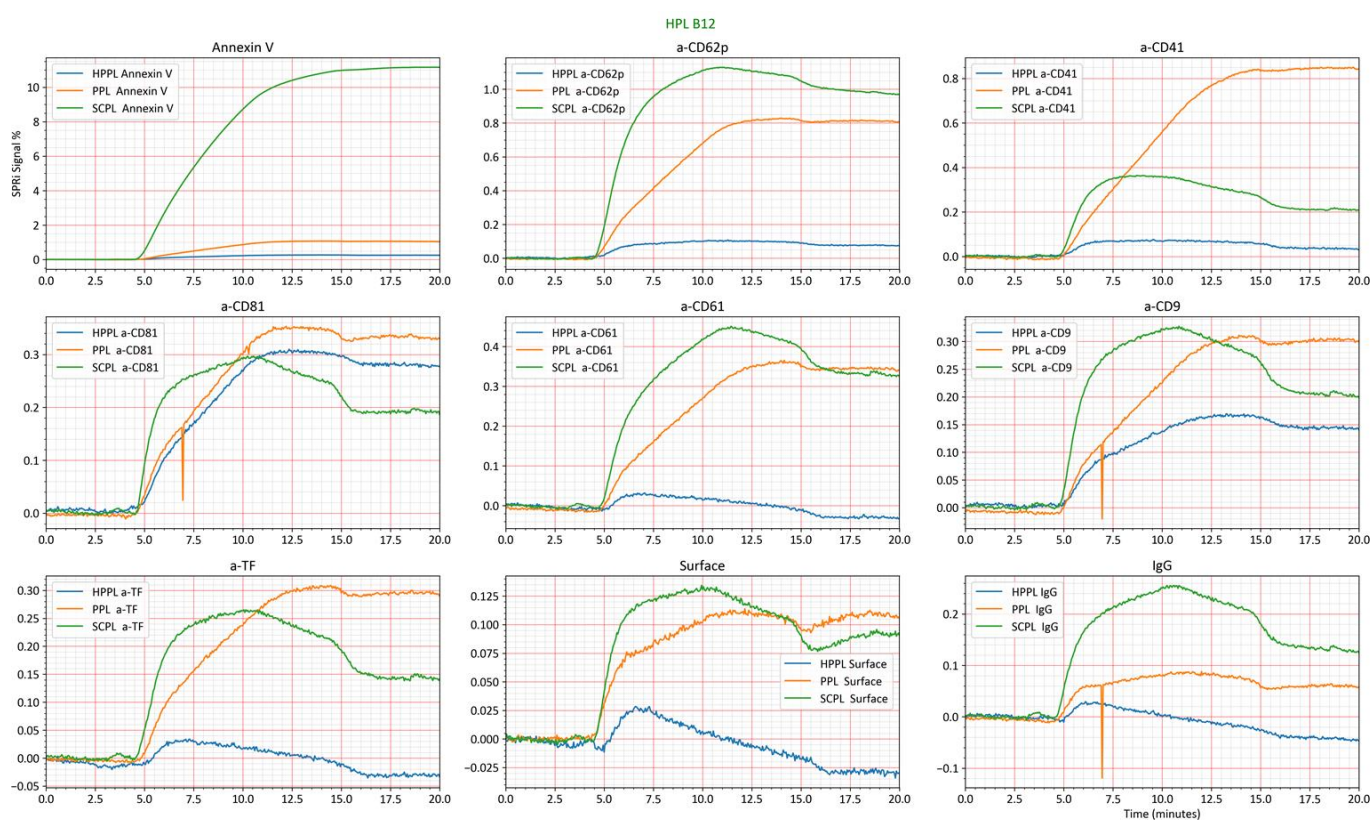 HPL B12
Annexin V
HPPL Annexin V
PPL Annexin V
SCPL Annexin V
SPRi Signal %
10
8
6
4
2
0
0.0 2.5 5.0 7.5 10.0 12.5 15.0 17.5 20.0
a-CD62p
HPPL a-CD62p
PPL a-CD62p
SCPL a-CD62p
1.0
0.8
0.6
0.4
0.2
0.0
0.0 2.5 5.0 7.5 10.0 12.5 15.0 17.5 20.0
a-CD41
HPPL a-CD41
PPL a-CD41
SCPL a-CD41
0.8
0.6
0.4
0.2
0.0
0.0 2.5 5.0 7.5 10.0 12.5 15.0 17.5 20.0
a-CD81
HPPL a-CD81
PPL a-CD81
SCPL a-CD81
0.3
0.2
0.1
0.0
0.0 2.5 5.0 7.5 10.0 12.5 15.0 17.5 20.0
a-CD61
HPPL a-CD61
PPL a-CD61
SCPL a-CD61
0.4
0.3
0.2
0.1
0.0
0.0 2.5 5.0 7.5 10.0 12.5 15.0 17.5 20.0
a-CD9
HPPL a-CD9
PPL a-CD9
SCPL a-CD9
0.30
0.25
0.20
0.15
0.10
0.05
0.00
0.0 2.5 5.0 7.5 10.0 12.5 15.0 17.5 20.0
a-TF
HPPL a-TF
PPL a-TF
SCPL a-TF
0.30
0.25
0.20
0.15
0.10
0.05
0.00
−0.05
0.0 2.5 5.0 7.5 10.0 12.5 15.0 17.5 20.0
Surface
HPPL Surface
PPL Surface
SCPL Surface
0.125
0.100
0.075
0.050
0.025
0.000
−0.025
0.0 2.5 5.0 7.5 10.0 12.5 15.0 17.5 20.0
IgG
HPPL IgG
PPL IgG
SCPL IgG
0.2
0.1
0.0
−0.1
0.0 2.5 5.0 7.5 10.0 12.5 15.0 17.5 20.0
Time (minutes)